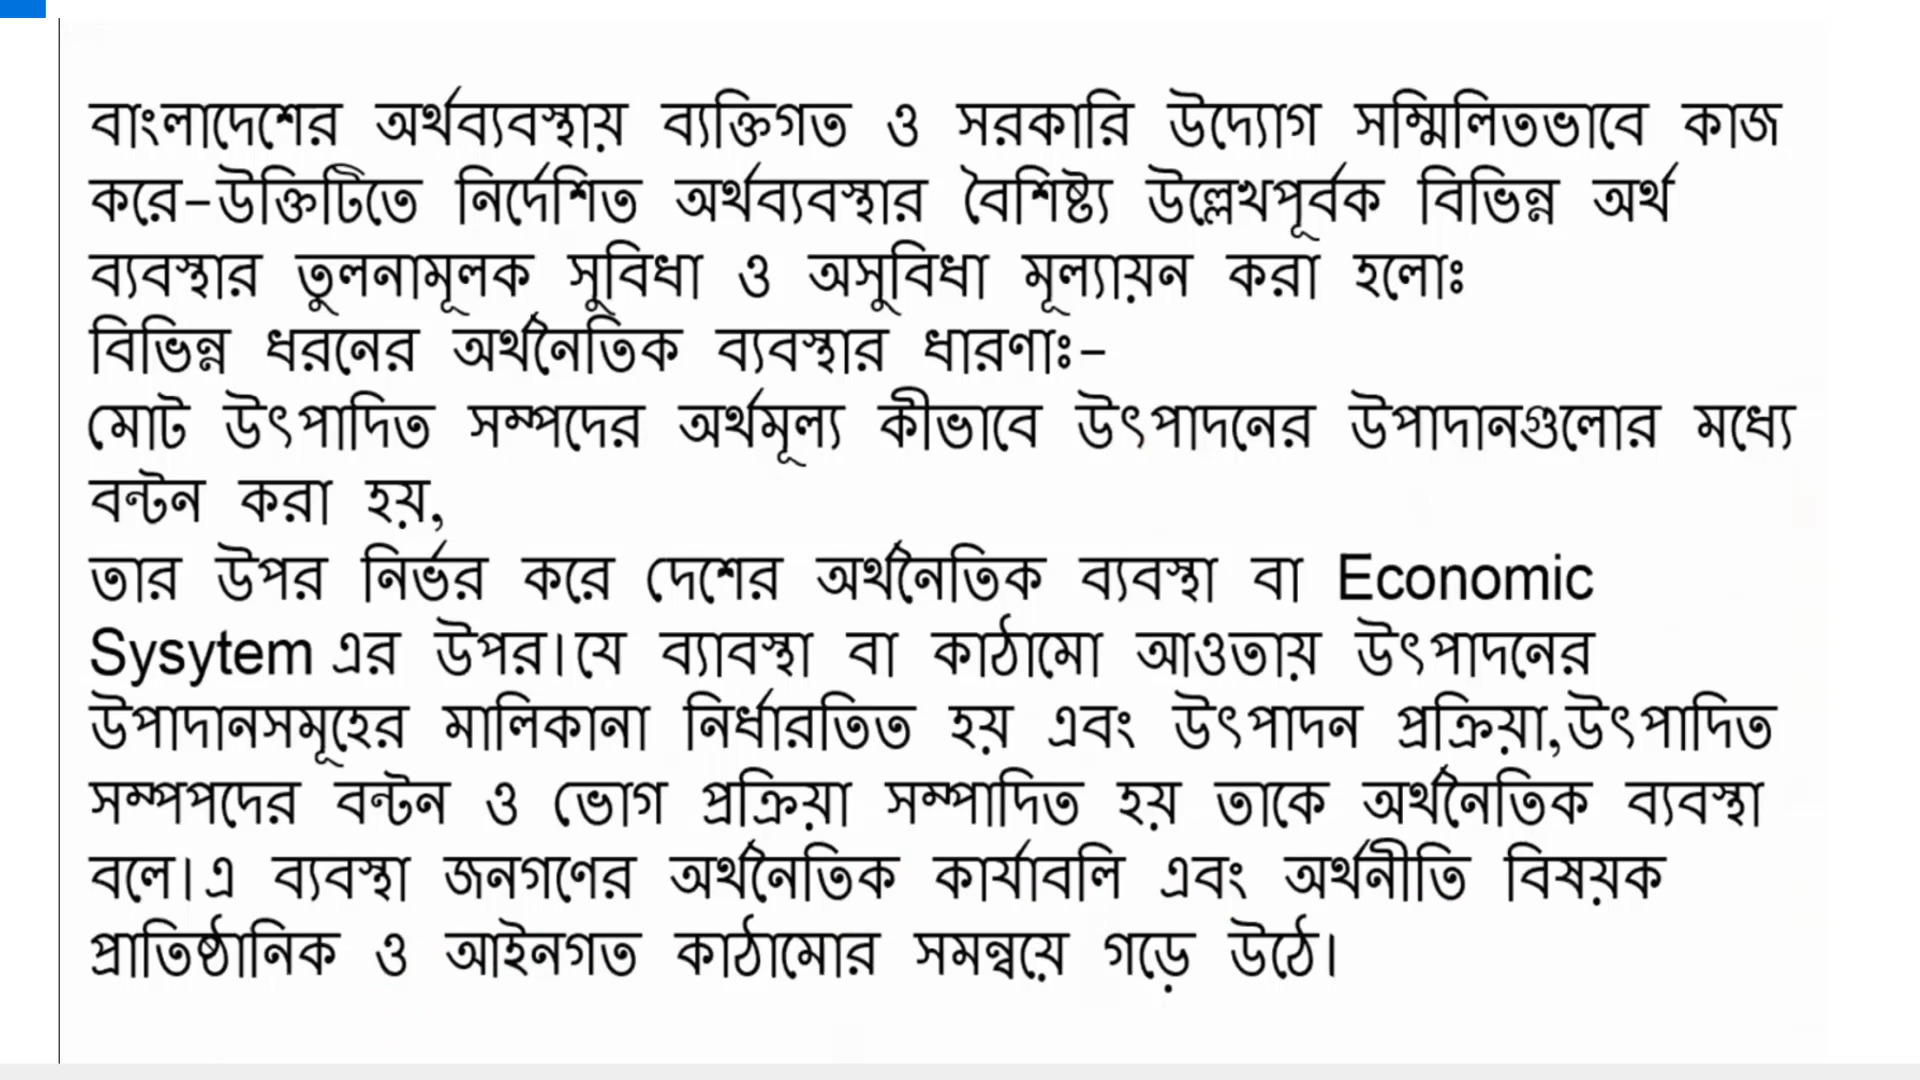 বাংলাদেশের অর্থব্যবস্থায় ব্যক্তিগত ও সরকারি উদ্যোগ সম্মিলিতভাবে কাজ
করে-উক্তিটিতে নির্দেশিত অর্থব্যবস্থার বৈশিষ্ট্য উল্লেখপূর্বক বিভিন্ন অর্থ
ব্যবস্থার তুলনামূলক সুবিধা ও অসুবিধা মূল্যায়ন করা হলোঃ
বিভিন্ন ধরনের অর্থনৈতিক ব্যবস্থার ধারণাঃ-
মোট উৎপাদিত সম্পদের অর্থমূল্য কীভাবে উৎপাদনের উপাদানগুলোর মধ্যে
বন্টন করা হয়,
তার উপর নির্ভর করে দেশের অর্থনৈতিক ব্যবস্থা বা Economic
Sysytem এর উপর।যে ব্যাবস্থা বা কাঠামো আওতায় উৎপাদনের
উপাদানসমূহের মালিকানা নির্ধারতিত হয় এবং উৎপাদন প্রক্রিয়া,উৎপাদিত
সম্পপদের বন্টন ও ভোগ প্রক্রিয়া সম্পাদিত হয় তাকে অর্থনৈতিক ব্যবস্থা
বলে।এ ব্যবস্থা জনগণের অর্থনৈতিক কার্যাবলি এবং অর্থনীতি বিষয়ক
প্রাতিষ্ঠানিক ও আইনগত কাঠামোর সমন্বয়ে গড়ে উঠে।